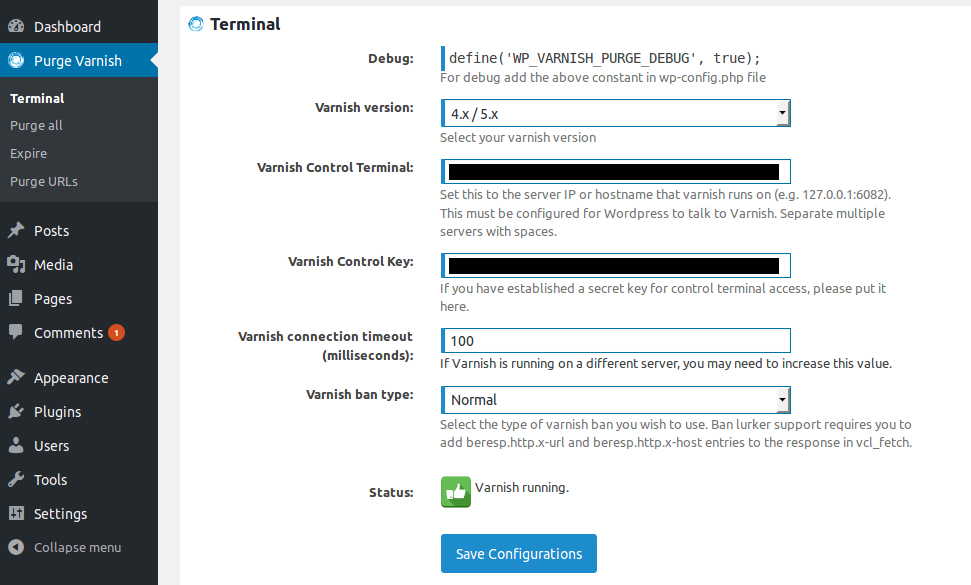 Dashboard
Purge Varnish
Terminal
Purge all
Expire
Purge URLs
Posts
Media
Pages
Comments 1
Appearance
Plugins
Users
Tools
Settings
Collapse menu
Terminal
Debug: define('WP_VARNISH_PURGE_DEBUG', true);
For debug add the above constant in wp-config.php file
Varnish version: 4.x / 5.x
Select your varnish version
Varnish Control Terminal:
Set this to the server IP or hostname that varnish runs on (e.g. 127.0.0.1:6082).
This must be configured for Wordpress to talk to Varnish. Separate multiple
servers with spaces.
Varnish Control Key:
If you have established a secret key for control terminal access, please put it
here.
Varnish connection timeout
(milliseconds):
100
If Varnish is running on a different server, you may need to increase this value.
Varnish ban type: Normal
Select the type of varnish ban you wish to use. Ban lurker support requires you to
add beresp.http.x-url and beresp.http.x-host entries to the response in vcl_fetch.
Status: Varnish running.
Save Configurations